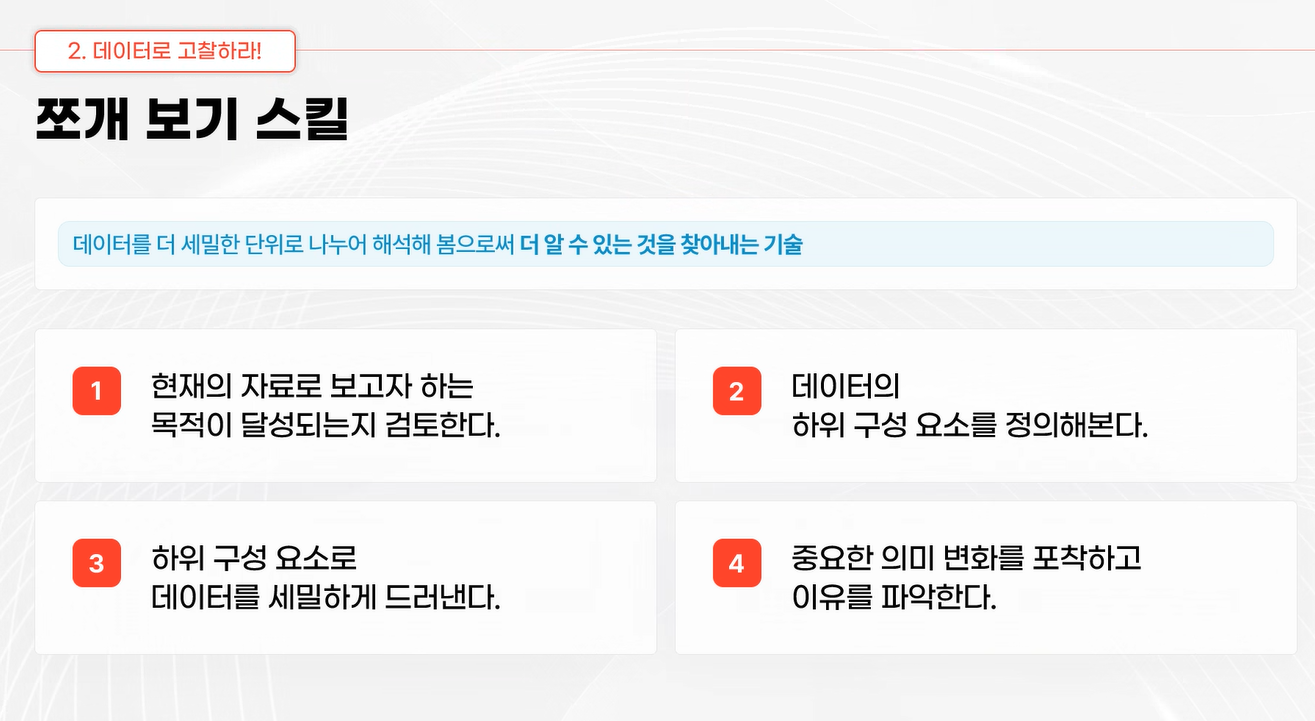 2. 데이터로 고찰하라!
쪼개 보기 스킬
데이터를 더 세밀한 단위로 나누어 해석해 봄으로써 더 알 수 있는 것을 찾아내는 기술
1
현재의 자료로 보고자 하는
목적이 달성되는지 검토한다.
2
데이터의
하위 구성 요소를 정의해본다.
3
하위 구성 요소로
데이터를 세밀하게 드러낸다.
4
중요한 의미 변화를 포착하고
이유를 파악한다.